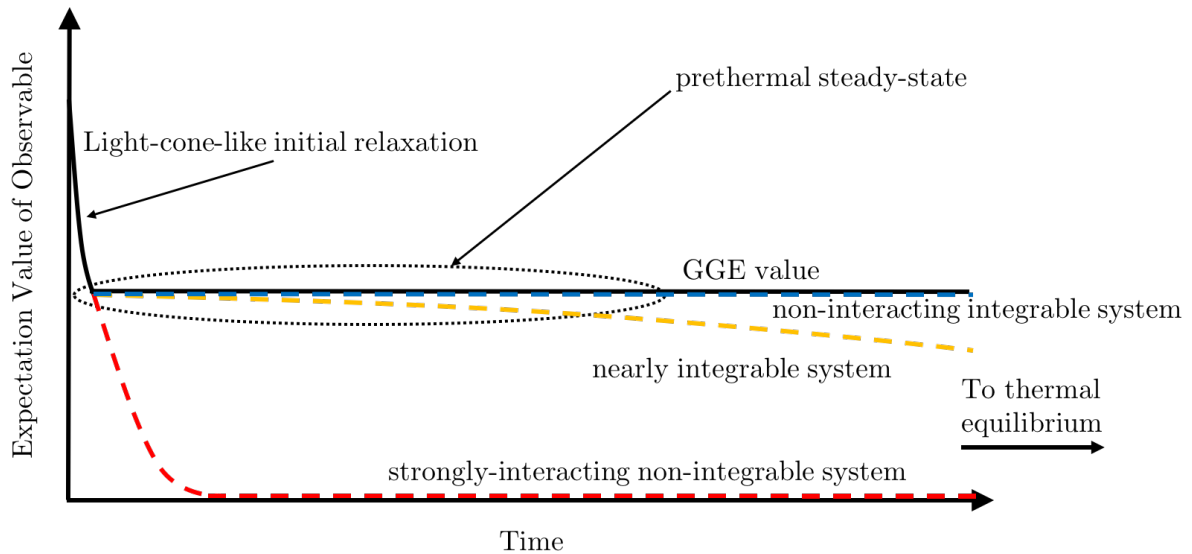 Expectation Value of Observable
prethermal steady-state
Light-cone-like initial relaxation
GGE value
non-interacting integrable system
nearly integrable system
To thermal
equilibrium
strongly-interacting non-integrable system
Time